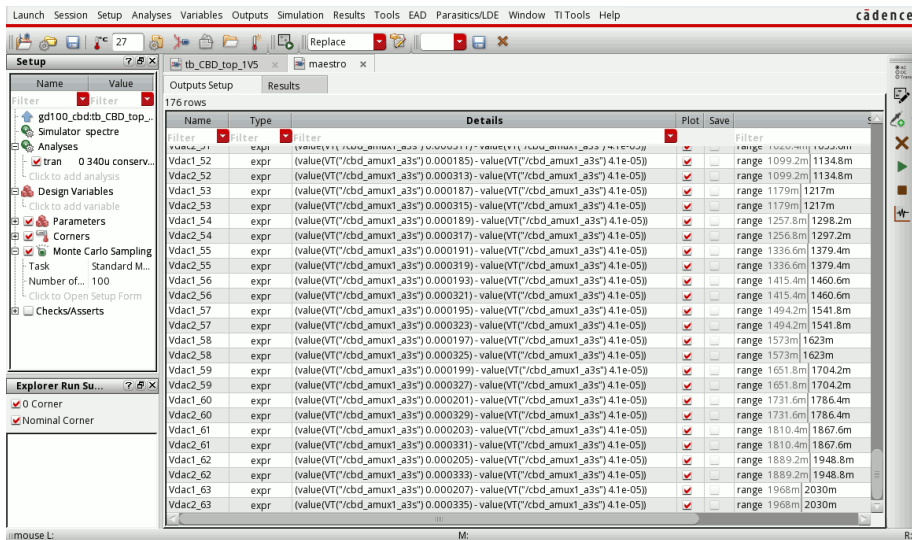 Launch Session Setup Analyses Variables Outputs Simulation Results Tools EAD Parasitics/LDE Window TI Tools Help
cādence
27
Replace
Setup
tb_CBD_top_1V5
maestro
Name Value
Filter Filter
gd100_cbd:tb_CBD_top_..
Simulator spectre
Analyses
tran 0 340u conserv...
Click to add analysis
Design Variables
Click to add variable
Parameters
Corners
Monte Carlo Sampling
Task Standard M...
Number of... 100
Click to Open Setup Form
Checks/Asserts
Explorer Run Su...
0 Corner
Nominal Corner
Outputs Setup Results
176 rows
Name Type Details Plot Save
Filter Filter Filter Filter
Vdac1_52 expr (value(VT("/cbd_amux1_a3s") 0.000185) - value(VT("/cbd_amux1_a3s") 4.1e-05)) range 1099.2m 1134.8m
Vdac2_52 expr (value(VT("/cbd_amux1_a3s") 0.000313) - value(VT("/cbd_amux1_a3s") 4.1e-05)) range 1099.2m 1134.8m
Vdac1_53 expr (value(VT("/cbd_amux1_a3s") 0.000187) - value(VT("/cbd_amux1_a3s") 4.1e-05)) range 1179m 1217m
Vdac2_53 expr (value(VT("/cbd_amux1_a3s") 0.000315) - value(VT("/cbd_amux1_a3s") 4.1e-05)) range 1179m 1217m
Vdac1_54 expr (value(VT("/cbd_amux1_a3s") 0.000189) - value(VT("/cbd_amux1_a3s") 4.1e-05)) range 1257.8m 1298.2m
Vdac2_54 expr (value(VT("/cbd_amux1_a3s") 0.000317) - value(VT("/cbd_amux1_a3s") 4.1e-05)) range 1256.8m 1297.2m
Vdac1_55 expr (value(VT("/cbd_amux1_a3s") 0.000191) - value(VT("/cbd_amux1_a3s") 4.1e-05)) range 1336.6m 1379.4m
Vdac2_55 expr (value(VT("/cbd_amux1_a3s") 0.000319) - value(VT("/cbd_amux1_a3s") 4.1e-05)) range 1336.6m 1379.4m
Vdac1_56 expr (value(VT("/cbd_amux1_a3s") 0.000193) - value(VT("/cbd_amux1_a3s") 4.1e-05)) range 1415.4m 1460.6m
Vdac2_56 expr (value(VT("/cbd_amux1_a3s") 0.000321) - value(VT("/cbd_amux1_a3s") 4.1e-05)) range 1415.4m 1460.6m
Vdac1_57 expr (value(VT("/cbd_amux1_a3s") 0.000195) - value(VT("/cbd_amux1_a3s") 4.1e-05)) range 1494.2m 1541.8m
Vdac2_57 expr (value(VT("/cbd_amux1_a3s") 0.000323) - value(VT("/cbd_amux1_a3s") 4.1e-05)) range 1494.2m 1541.8m
Vdac1_58 expr (value(VT("/cbd_amux1_a3s") 0.000197) - value(VT("/cbd_amux1_a3s") 4.1e-05)) range 1573m 1623m
Vdac2_58 expr (value(VT("/cbd_amux1_a3s") 0.000325) - value(VT("/cbd_amux1_a3s") 4.1e-05)) range 1573m 1623m
Vdac1_59 expr (value(VT("/cbd_amux1_a3s") 0.000199) - value(VT("/cbd_amux1_a3s") 4.1e-05)) range 1651.8m 1704.2m
Vdac2_59 expr (value(VT("/cbd_amux1_a3s") 0.000327) - value(VT("/cbd_amux1_a3s") 4.1e-05)) range 1651.8m 1704.2m
Vdac1_60 expr (value(VT("/cbd_amux1_a3s") 0.000201) - value(VT("/cbd_amux1_a3s") 4.1e-05)) range 1731.6m 1786.4m
Vdac2_60 expr (value(VT("/cbd_amux1_a3s") 0.000329) - value(VT("/cbd_amux1_a3s") 4.1e-05)) range 1731.6m 1786.4m
Vdac1_61 expr (value(VT("/cbd_amux1_a3s") 0.000203) - value(VT("/cbd_amux1_a3s") 4.1e-05)) range 1810.4m 1867.6m
Vdac2_61 expr (value(VT("/cbd_amux1_a3s") 0.000331) - value(VT("/cbd_amux1_a3s") 4.1e-05)) range 1810.4m 1867.6m
Vdac1_62 expr (value(VT("/cbd_amux1_a3s") 0.000205) - value(VT("/cbd_amux1_a3s") 4.1e-05)) range 1889.2m 1948.8m
Vdac2_62 expr (value(VT("/cbd_amux1_a3s") 0.000333) - value(VT("/cbd_amux1_a3s") 4.1e-05)) range 1889.2m 1948.8m
Vdac1_63 expr (value(VT("/cbd_amux1_a3s") 0.000207) - value(VT("/cbd_amux1_a3s") 4.1e-05)) range 1968m 2030m
Vdac2_63 expr (value(VT("/cbd_amux1_a3s") 0.000335) - value(VT("/cbd_amux1_a3s") 4.1e-05)) range 1968m 2030m
mouse L: M: R: